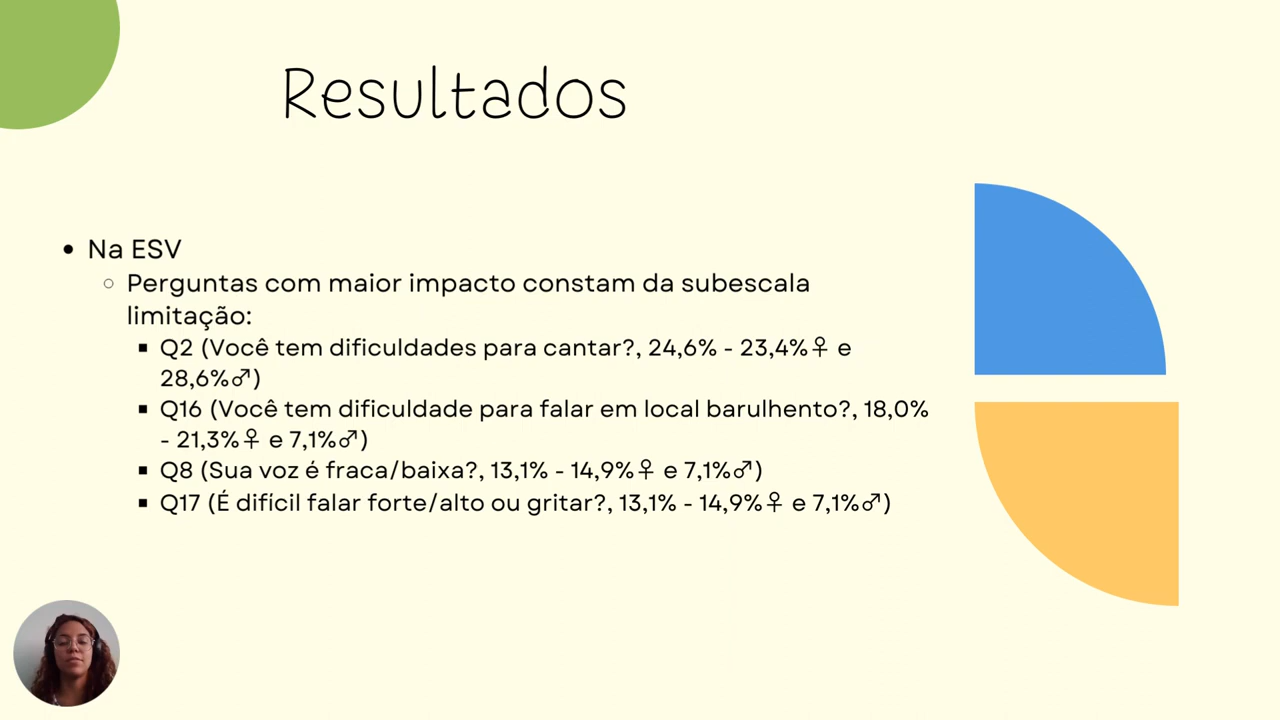 Resultados
• Na ESV
○ Perguntas com maior impacto constam da subescala
limitação:
▪ Q2 (Você tem dificuldades para cantar?, 24,6% - 23,4%♀ e
28,6%♂)
▪ Q16 (Você tem dificuldade para falar em local barulhento?, 18,0%
- 21,3%♀ e 7,1%♂)
▪ Q8 (Sua voz é fraca/baixa?, 13,1% - 14,9%♀ e 7,1%♂)
▪ Q17 (É difícil falar forte/alto ou gritar?, 13,1% - 14,9%♀ e 7,1%♂)